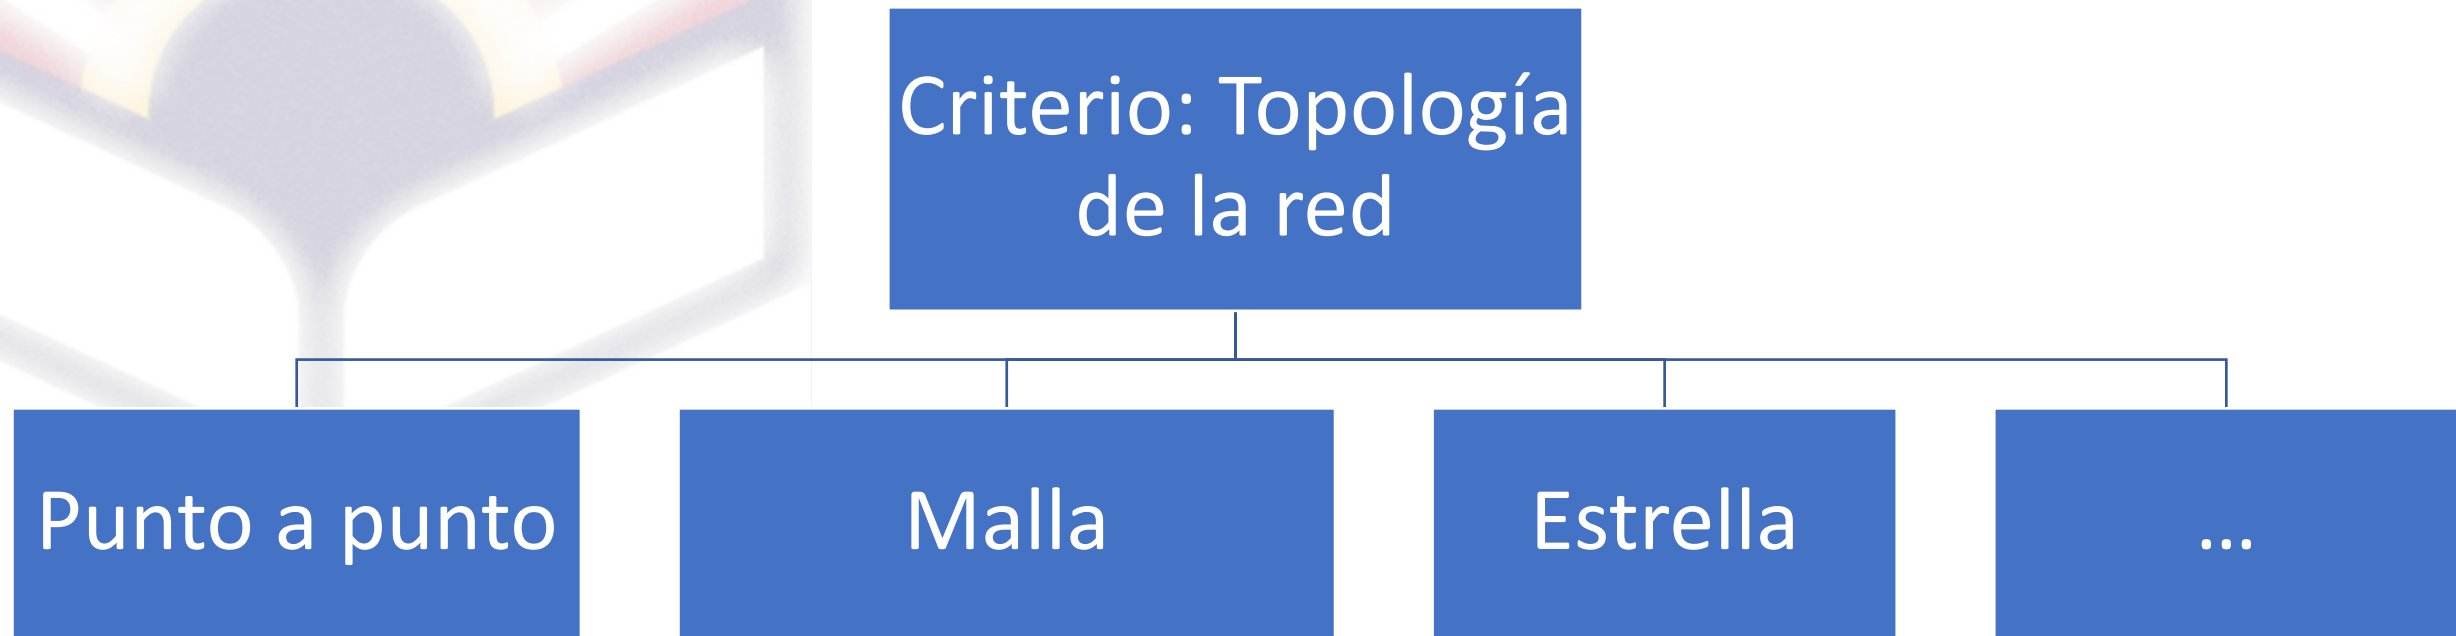 Criterio: Topología
de la red
Punto a punto
Malla
Estrella
...